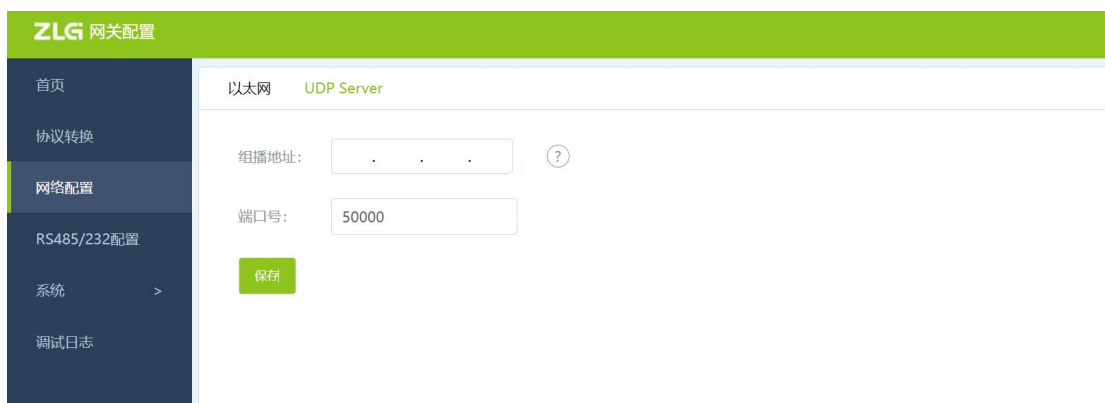 ZLG 网关配置
首页
协议转换
网络配置
RS485/232配置
系统 >
调试日志
以太网 UDP Server
组播地址: . . . ?
端口号: 50000
保存